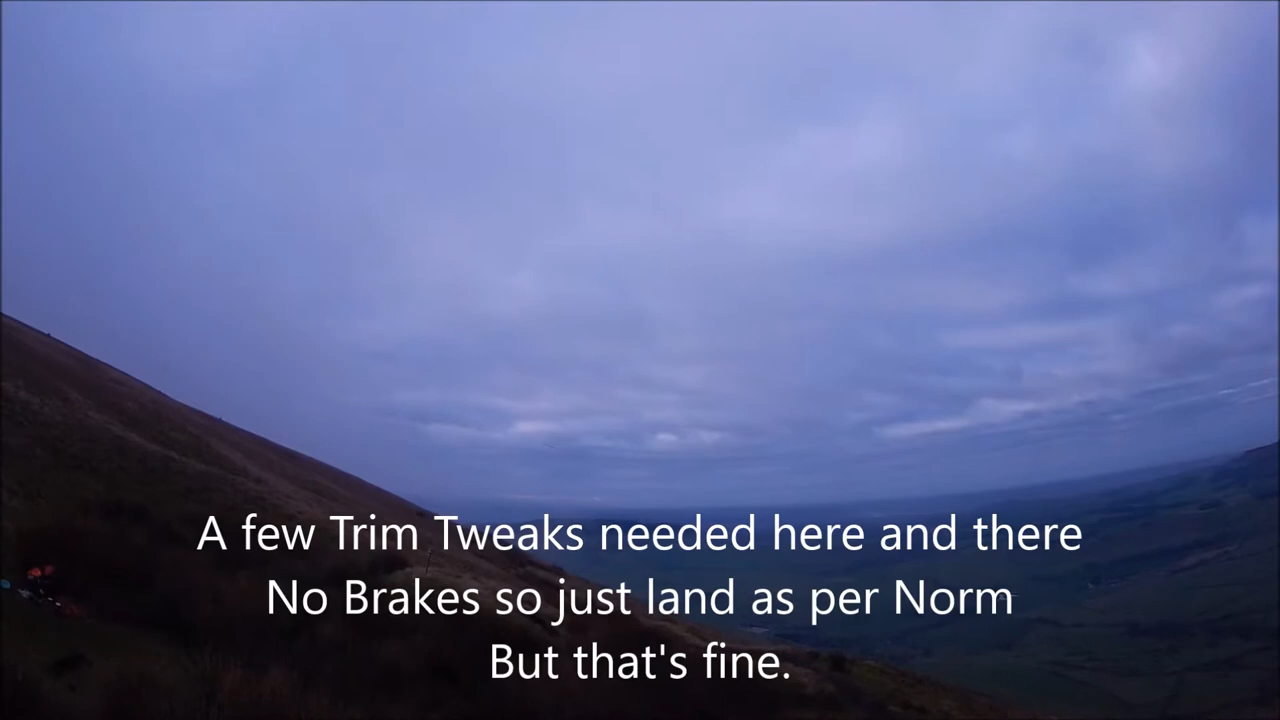 A few Trim Tweaks needed here and there
No Brakes so just land as per Norm
But that's fine.